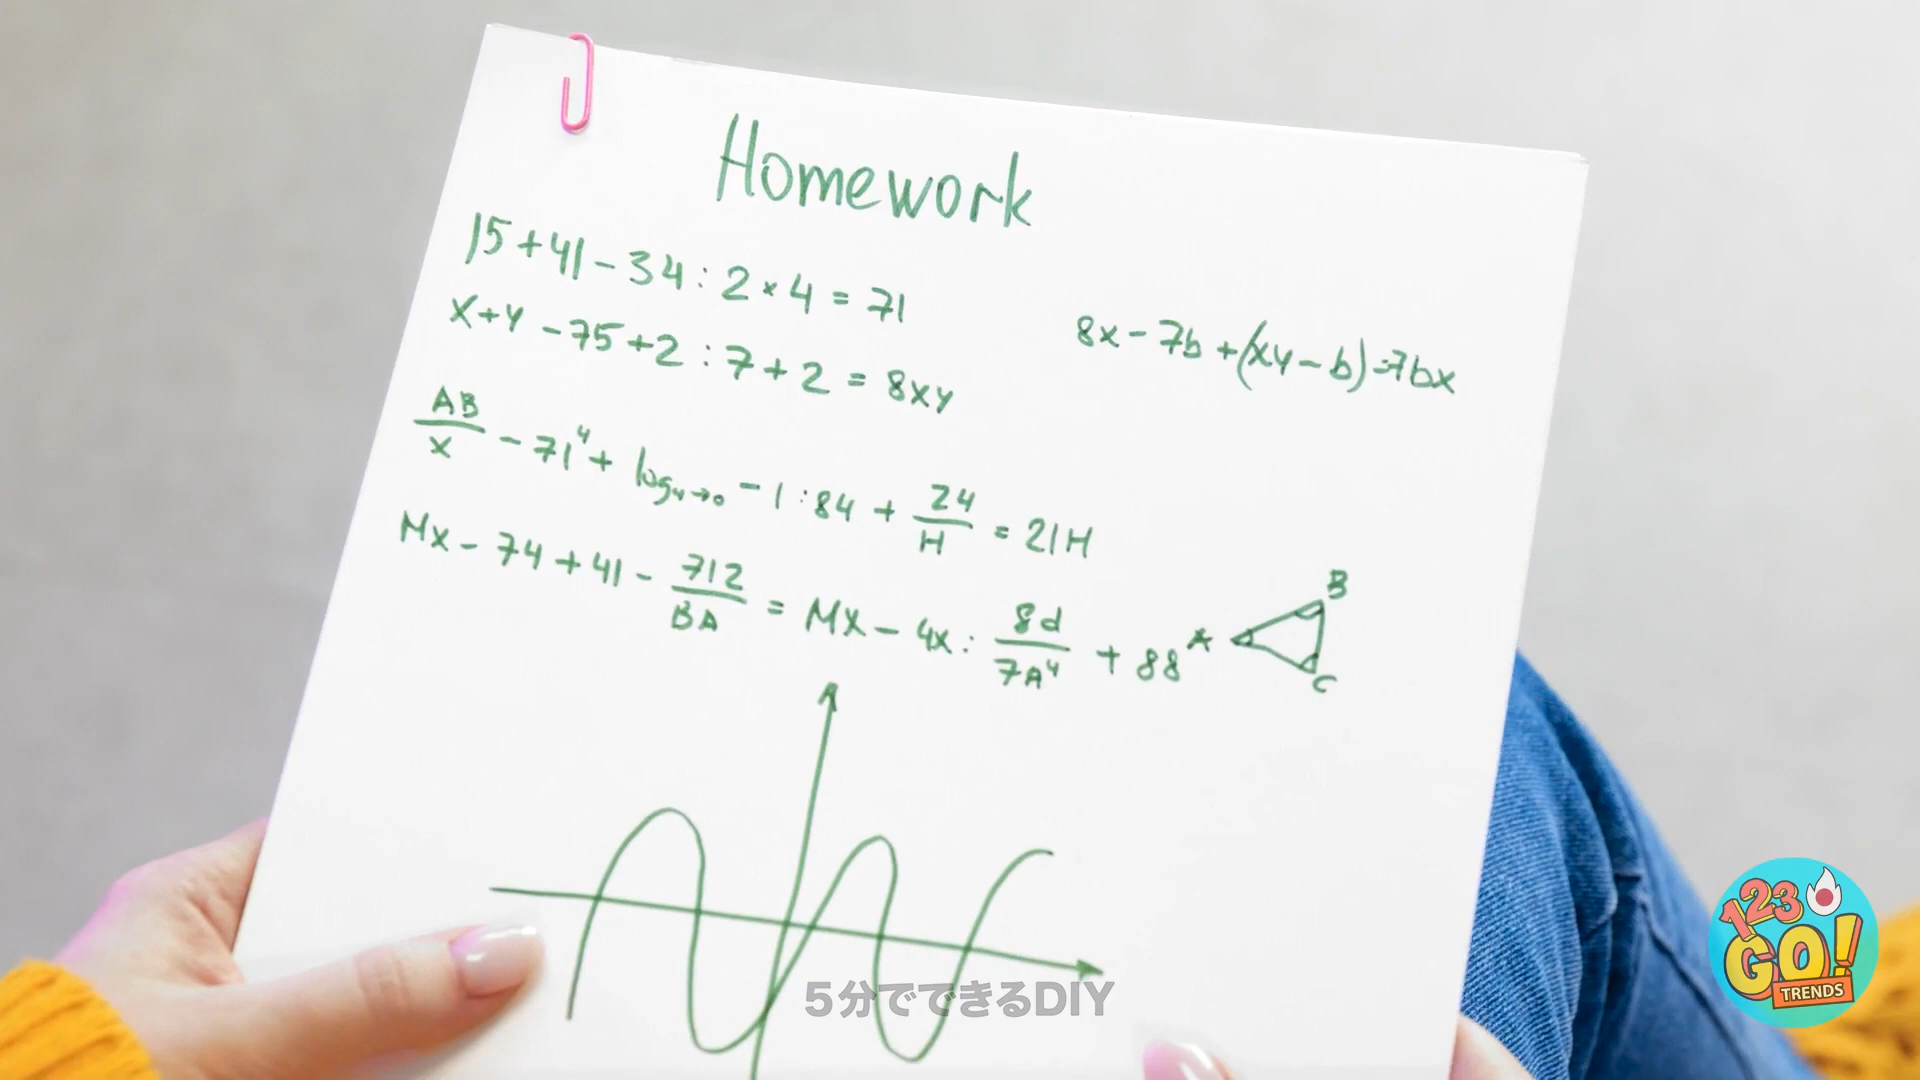 Homework
15+41-34:2×4=71
x+y-75+2:7+2=8xy
8x-7b+(xy-b)=7bx
AB/x - 71⁴ + log y→0 - 1:84 + 24/H = 21H
Mx-74+41-712/BA = Mx-4x:8d/7A⁴+88
A
B
C
5分でできるDIY
123
GO!
TRENDS